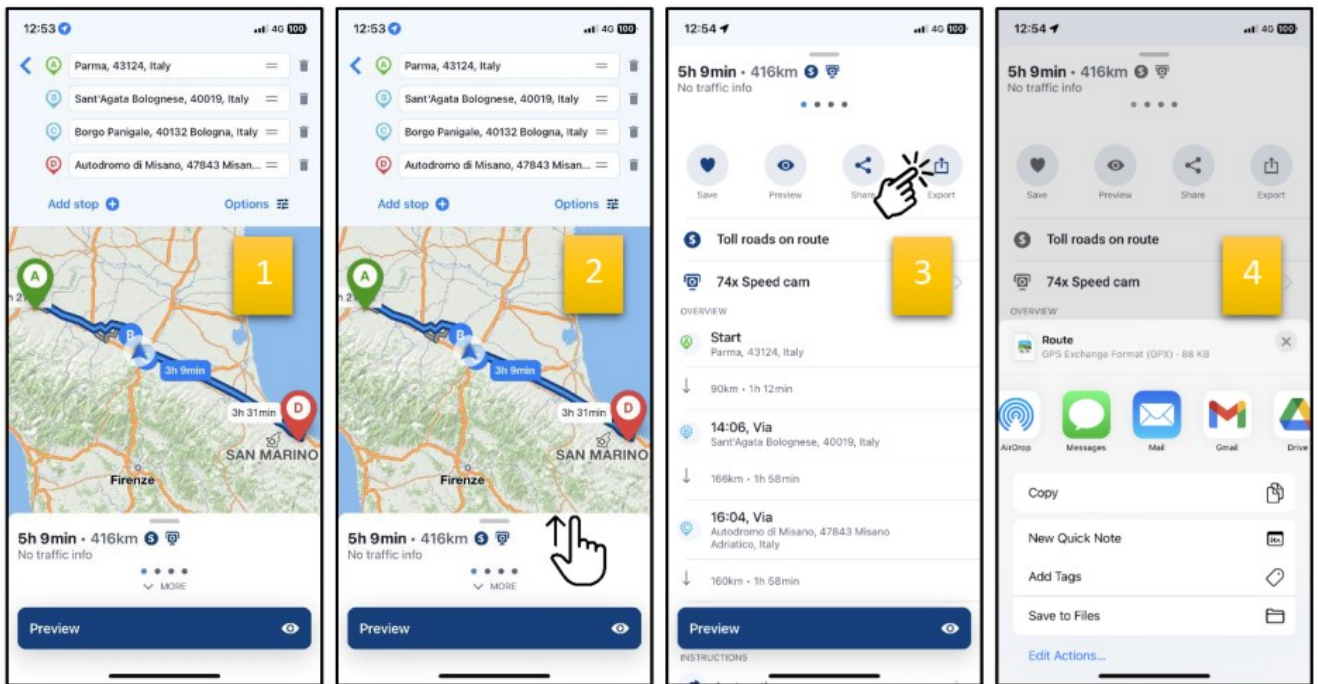 12:53
4G 100
Parma, 43124, Italy
Sant'Agata Bolognese, 40019, Italy
Borgo Panigale, 40132 Bologna, Italy
Autodromo di Misano, 47843 Misan...
Add stop
Options
1
A
B
3h 9min
3h 31min
D
SAN MARINO
Firenze
5h 9min • 416km
No traffic info
MORE
Preview
12:53
4G 100
Parma, 43124, Italy
Sant'Agata Bolognese, 40019, Italy
Borgo Panigale, 40132 Bologna, Italy
Autodromo di Misano, 47843 Misan...
Add stop
Options
2
A
B
3h 9min
3h 31min
D
SAN MARINO
Firenze
5h 9min • 416km
No traffic info
MORE
Preview
12:54
4G 100
5h 9min • 416km
No traffic info
Save Preview Share Export
Toll roads on route
3
74x Speed cam
OVERVIEW
Start
Parma, 43124, Italy
90km • 1h 12min
14:06, Via
Sant'Agata Bolognese, 40019, Italy
166km • 1h 58min
16:04, Via
Autodromo di Misano, 47843 Misano
Adriatico, Italy
160km • 1h 58min
Preview
INSTRUCTIONS
12:54
4G 100
5h 9min • 416km
No traffic info
Save Preview Share Export
Toll roads on route
4
74x Speed cam
OVERVIEW
Route
GPS Exchange Format (GPX) · 88 KB
AirDrop Messages Mail Gmail Drive
Copy
New Quick Note
Add Tags
Save to Files
Edit Actions...